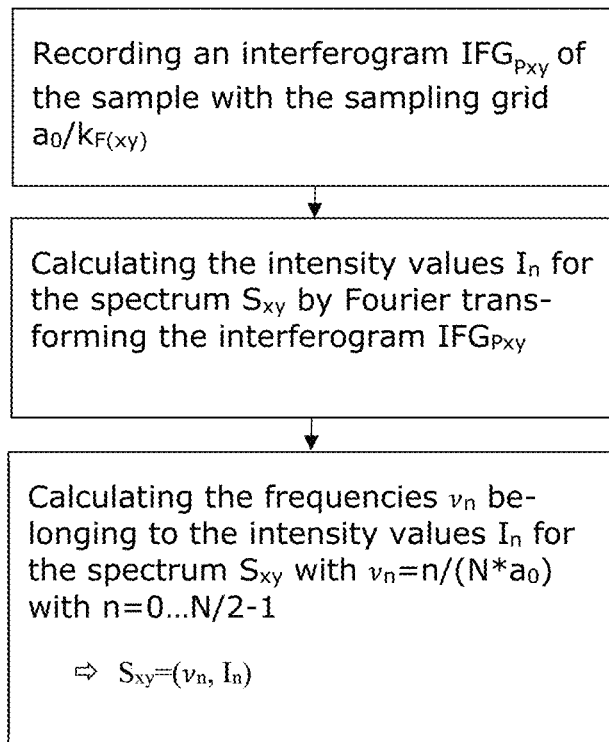 Recording an interferogram IFGPxy of
the sample with the sampling grid
a0/kF(xy)
Calculating the intensity values In for
the spectrum Sxy by Fourier trans-
forming the interferogram IFGPxy
Calculating the frequencies νn be-
longing to the intensity values In for
the spectrum Sxy with νn=n/(N*a0)
with n=0...N/2-1
⇨ Sxy=(νn, In)